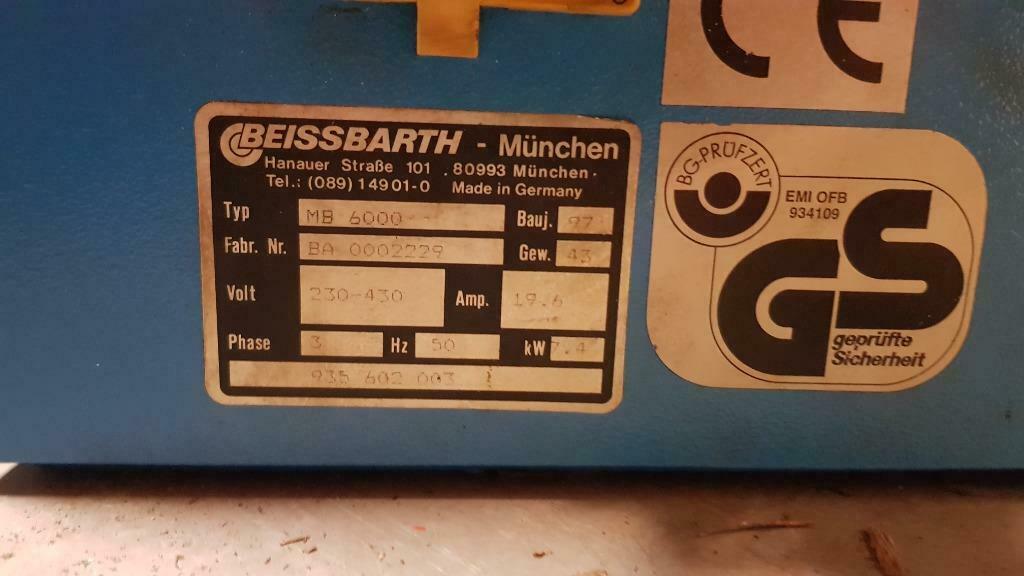 BEISSBARTH - München
Hanauer Straße 101 . 80993 München ·
Tel.: (089) 14901-0 Made in Germany
Typ MB 6000 Bauj. 97
Fabr. Nr. BA 0002229 Gew. 43
Volt 230-430 Amp. 19.6
Phase 3 Hz 50 kW 7.4
935 602 003
CE
BG-PRÜFZERT
EMI OFB
934109
GS
geprüfte
Sicherheit